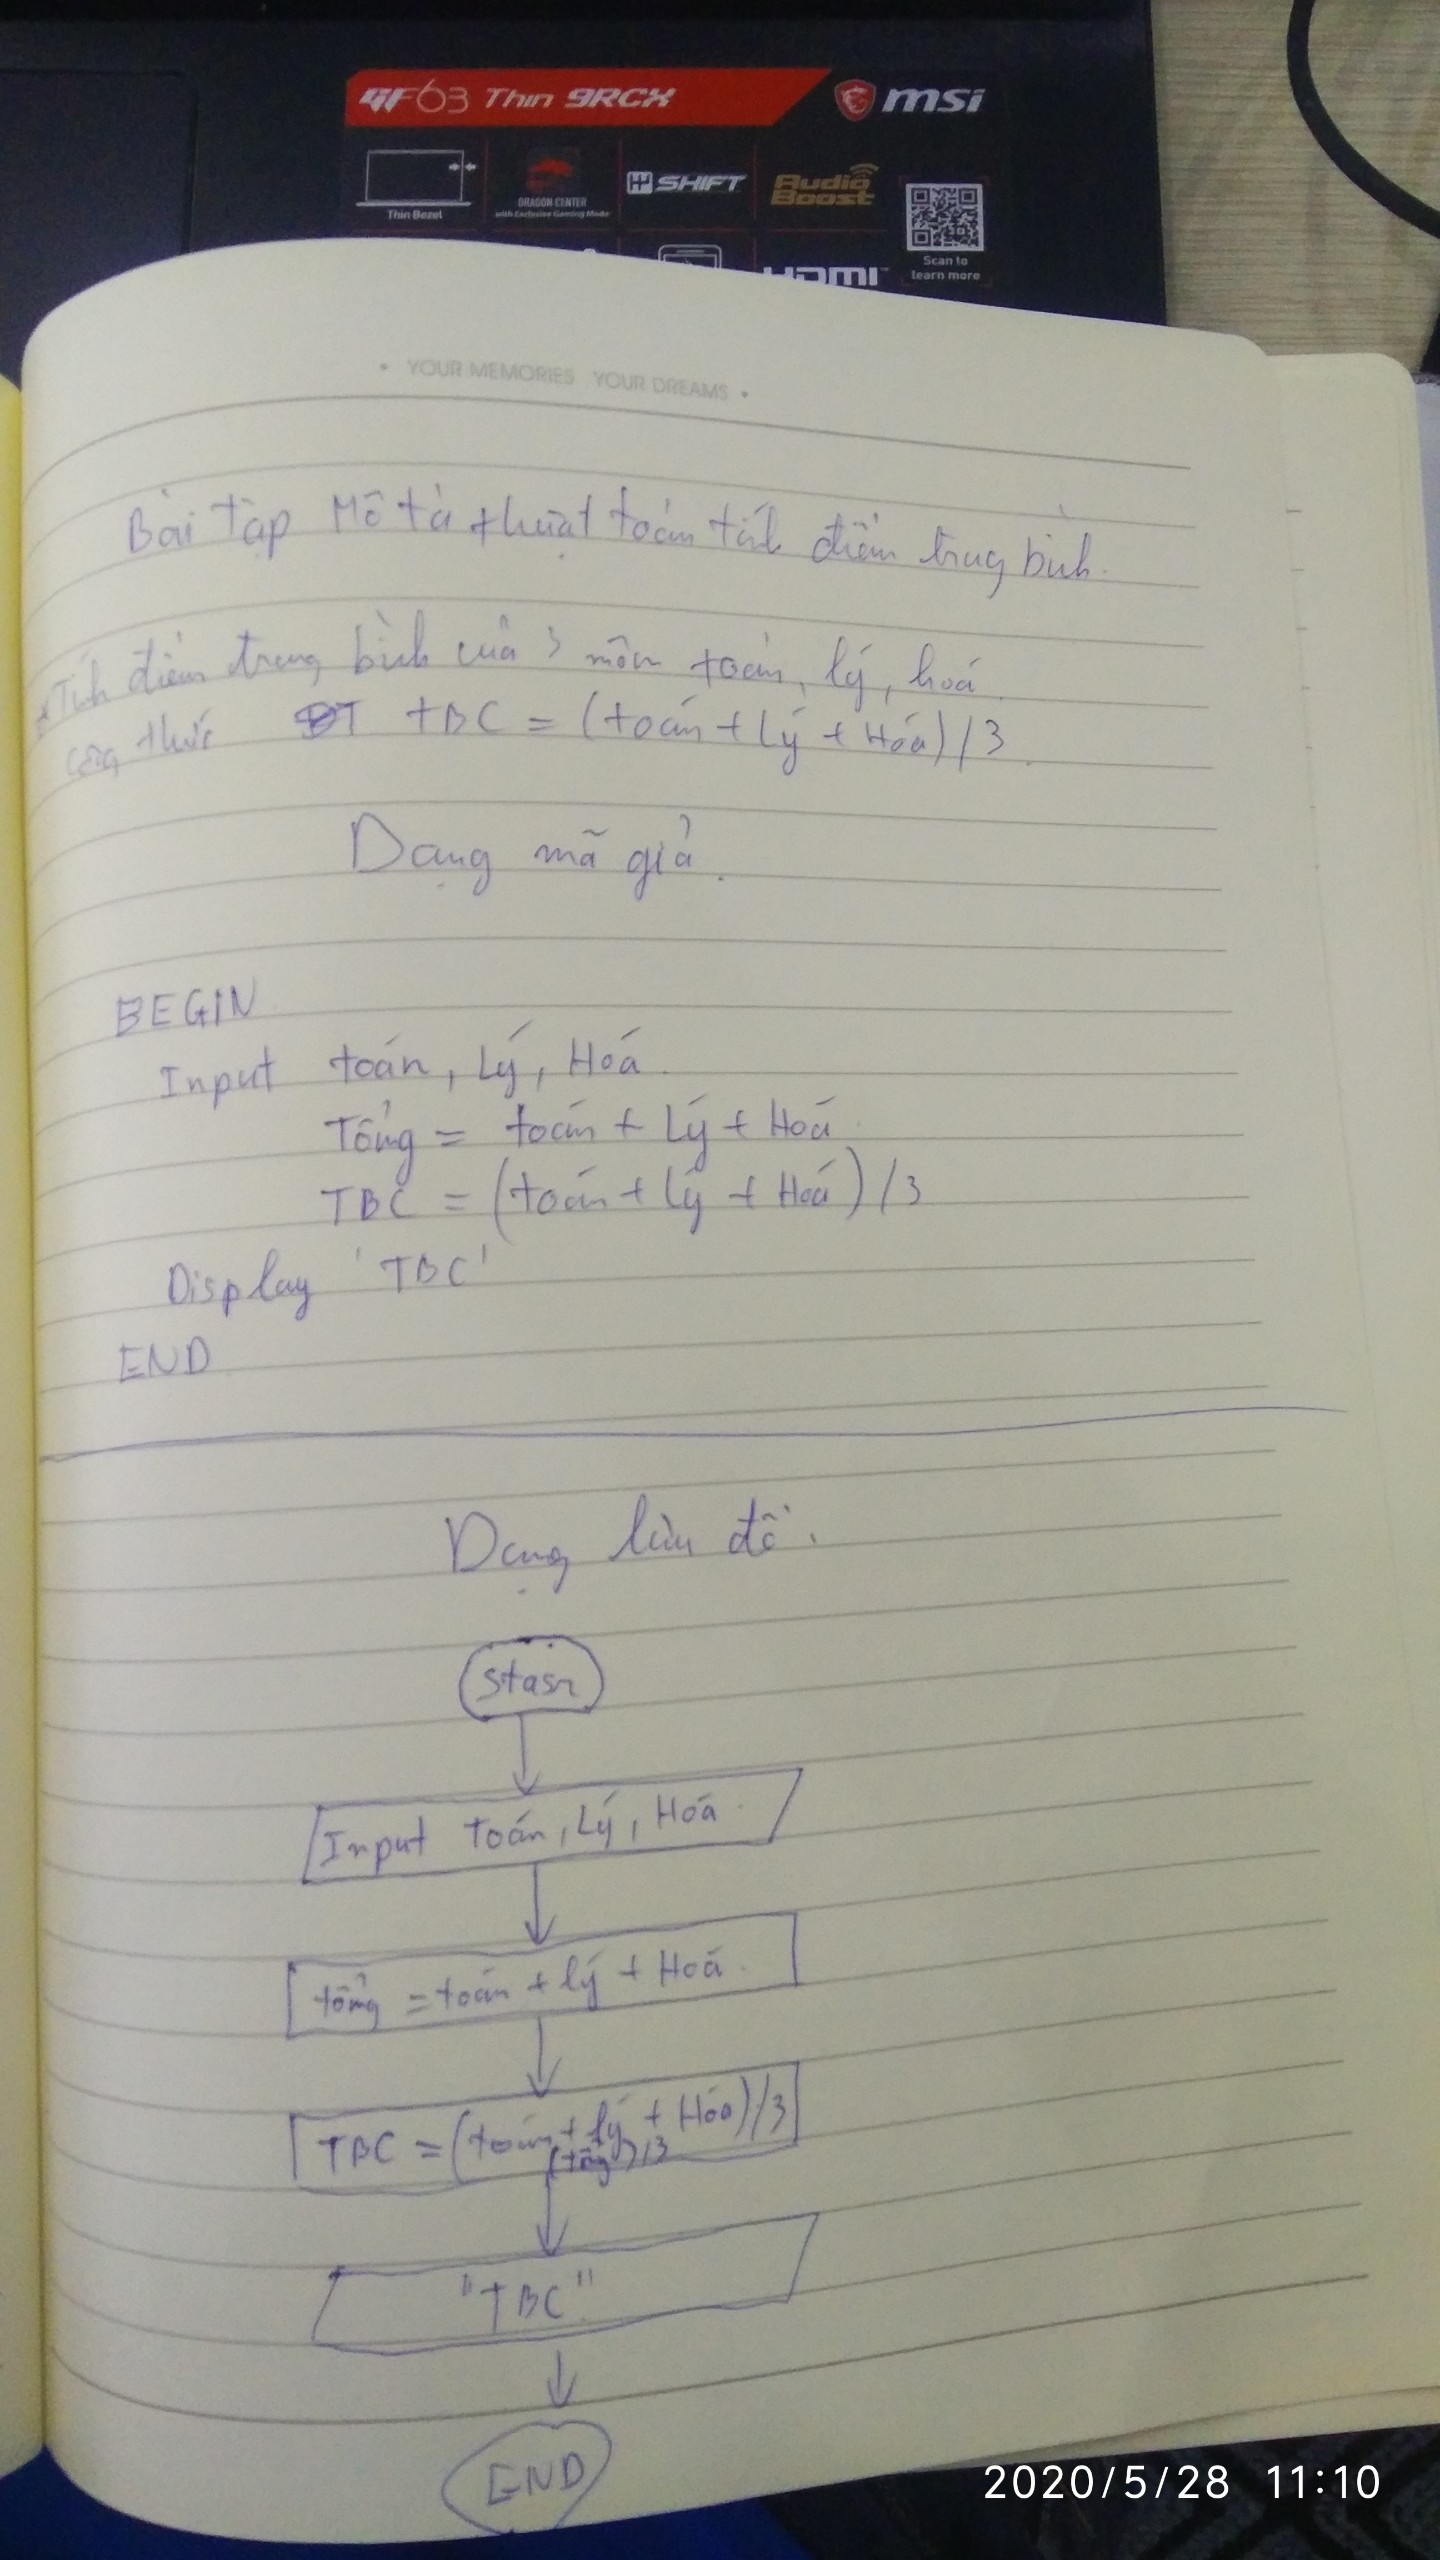 GF63 Thin 9RCX
msi
Thin Bezel
DRAGON CENTER
with Exclusive Gaming Mode
SHIFT
Audio Boost
Scan to
learn more
HDMI
• YOUR MEMORIES YOUR DREAMS •
Bài tập Mô tả thuật toán tính điểm trung bình.
* Tính điểm trung bình của 3 môn toán, lý, hoá.
công thức TBC = (toán + Lý + Hóa)/3.
Dạng mã giả.
BEGIN
Input toán, Lý, Hoá.
Tổng = toán + Lý + Hoá.
TBC = (toán + Lý + Hoá)/3
Display 'TBC'
END
Dạng lưu đồ.
Input Toán, Lý, Hoá.
tổng = toán + lý + Hoá.
TBC = (toán + lý + Hóa)/3
(tổng)/3
"TBC"
END
2020/5/28 11:10